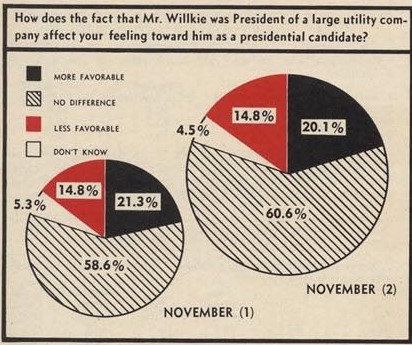 How does the fact that Mr. Willkie was President of a large utility com-
pany affect your feeling toward him as a presidential candidate?
MORE FAVORABLE
NO DIFFERENCE
LESS FAVORABLE
DON'T KNOW
14.8%
20.1%
4.5%
60.6%
14.8%
21.3%
5.3%
58.6%
NOVEMBER (2)
NOVEMBER (1)